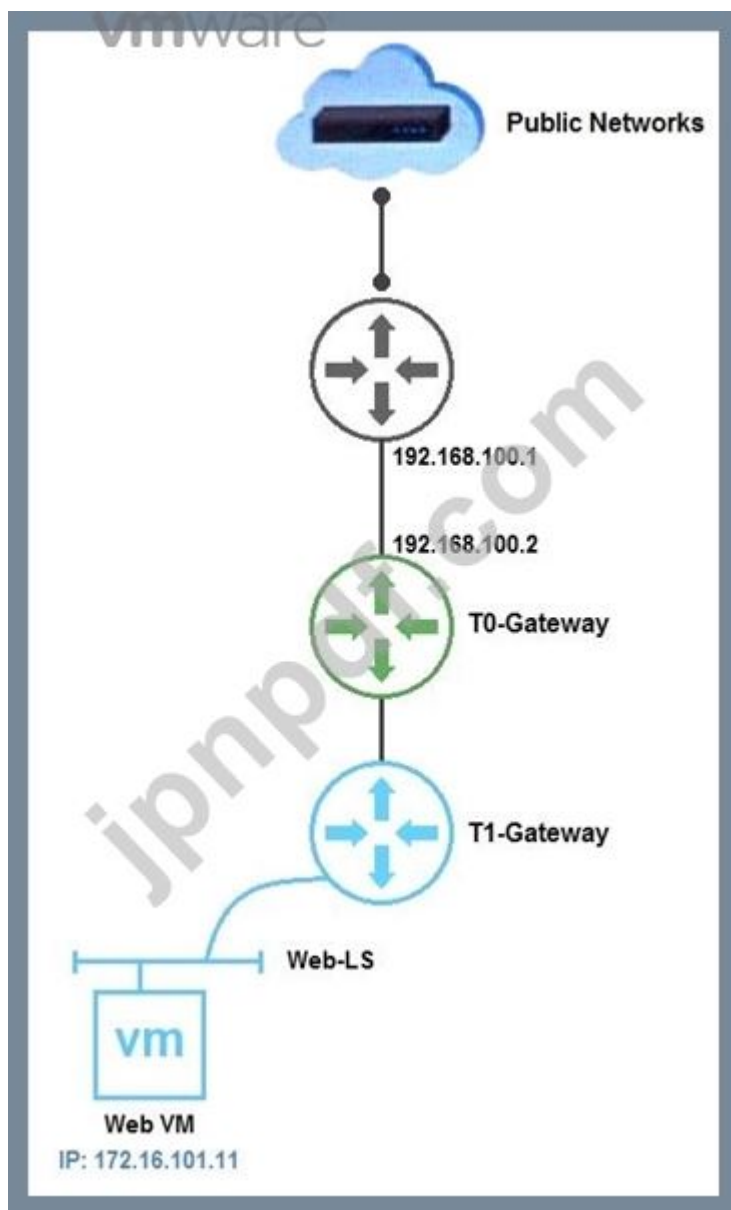 vmware
Public Networks
192.168.100.1
192.168.100.2
T0-Gateway
jpnpdf.com
T1-Gateway
Web-LS
vm
Web VM
IP: 172.16.101.11